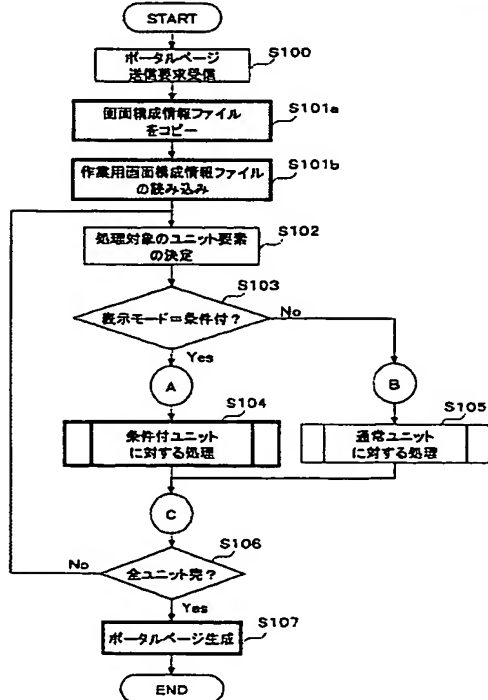 START
S100
ポータルページ
送信要求受信
S101a
画面構成情報ファイル
をコピー
S101b
作業用画面構成情報ファイル
の読み込み
S102
処理対象のユニット要素
の決定
S103
表示モード=条件付?
No
Yes
A
B
S104
条件付ユニット
に対する処理
S105
通常ユニット
に対する処理
C
S106
全ユニット完?
No
Yes
S107
ポータルページ生成
END